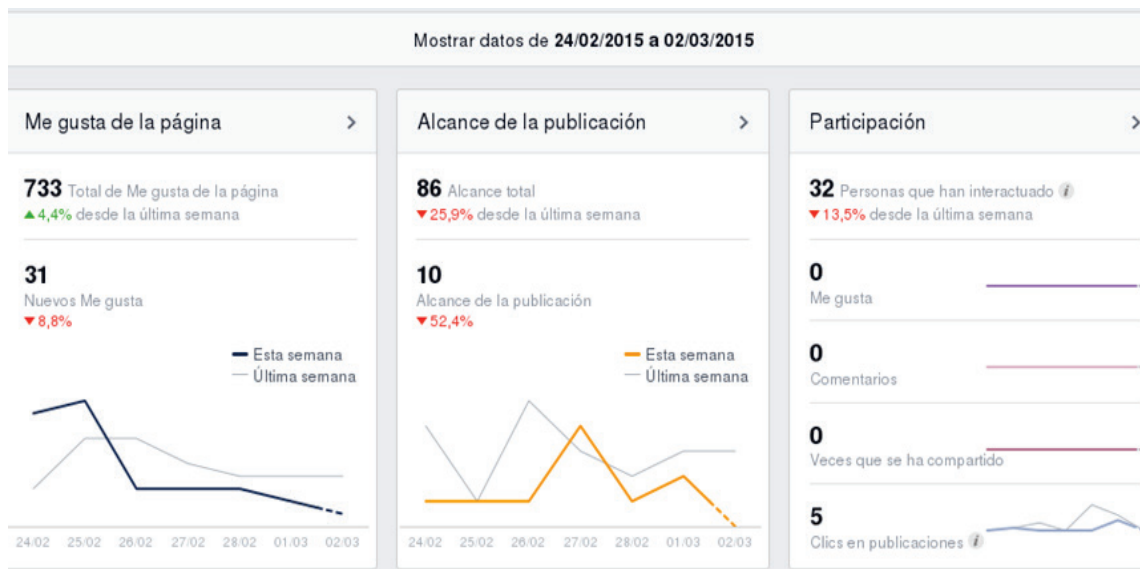 Mostrar datos de 24/02/2015 a 02/03/2015
Me gusta de la página
733 Total de Me gusta de la página
4,4% desde la última semana
31
Nuevos Me gusta
8,8%
Esta semana
Última semana
24/02 25/02 26/02 27/02 28/02 01/03 02/03
Alcance de la publicación
86 Alcance total
25,9% desde la última semana
10
Alcance de la publicación
52,4%
Esta semana
Última semana
24/02 25/02 26/02 27/02 28/02 01/03 02/03
Participación
32 Personas que han interactuado i
13,5% desde la última semana
0
Me gusta
0
Comentarios
0
Veces que se ha compartido
5
Clics en publicaciones i